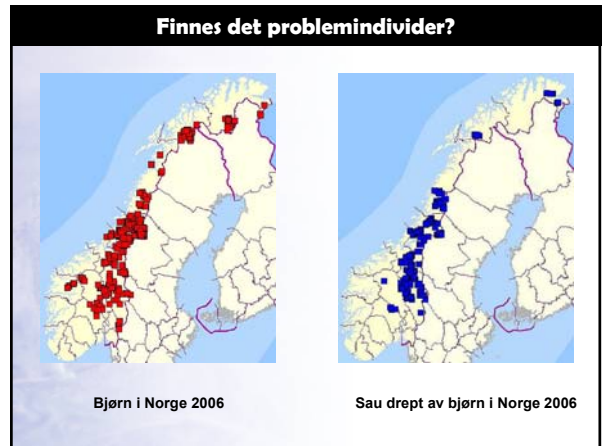 Finnes det problemindivider?
Bjørn i Norge 2006
Sau drept av bjørn i Norge 2006